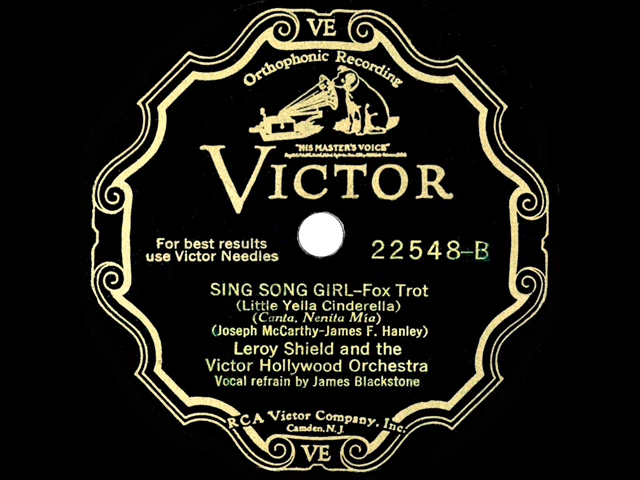 VE
Orthophonic Recording
"HIS MASTER'S VOICE"
VICTOR
For best results
use Victor Needles
22548-B
SING SONG GIRL-Fox Trot
(Little Yella Cinderella)
(Canta, Nenita Mia)
(Joseph McCarthy-James F. Hanley)
Leroy Shield and the
Victor Hollywood Orchestra
Vocal refrain by James Blackstone
RCA Victor Company, Inc.
Camden, N.J.
VE